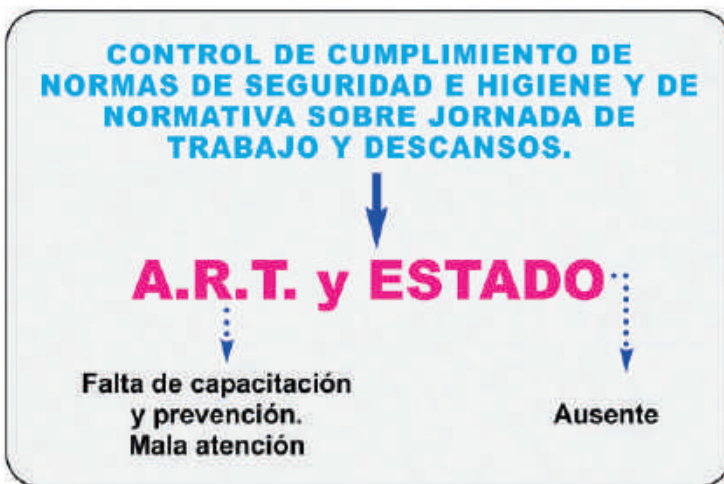 CONTROL DE CUMPLIMIENTO DE
NORMAS DE SEGURIDAD E HIGIENE Y DE
NORMATIVA SOBRE JORNADA DE
TRABAJO Y DESCANSOS.
A.R.T. y ESTADO
Falta de capacitación
y prevención.
Mala atención
Ausente